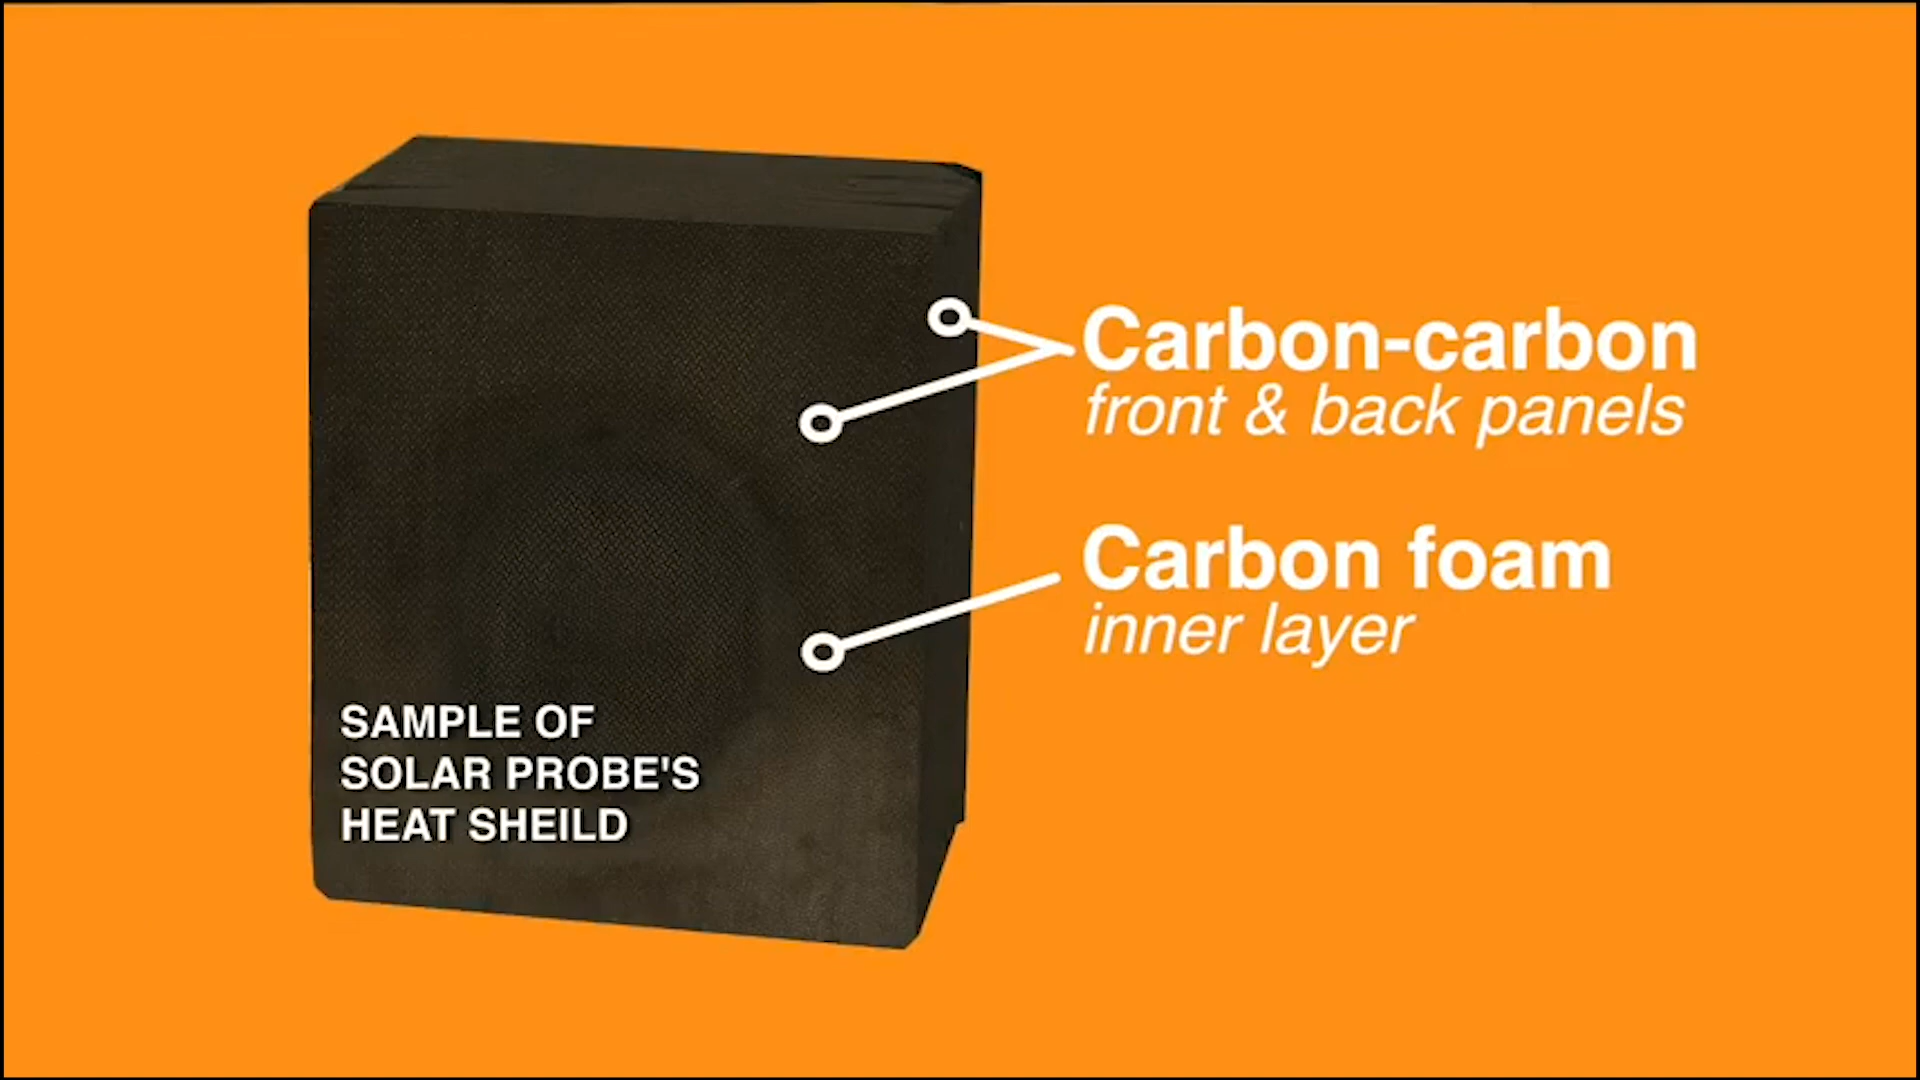 Carbon-carbon
front & back panels
Carbon foam
inner layer
SAMPLE OF
SOLAR PROBE'S
HEAT SHEILD